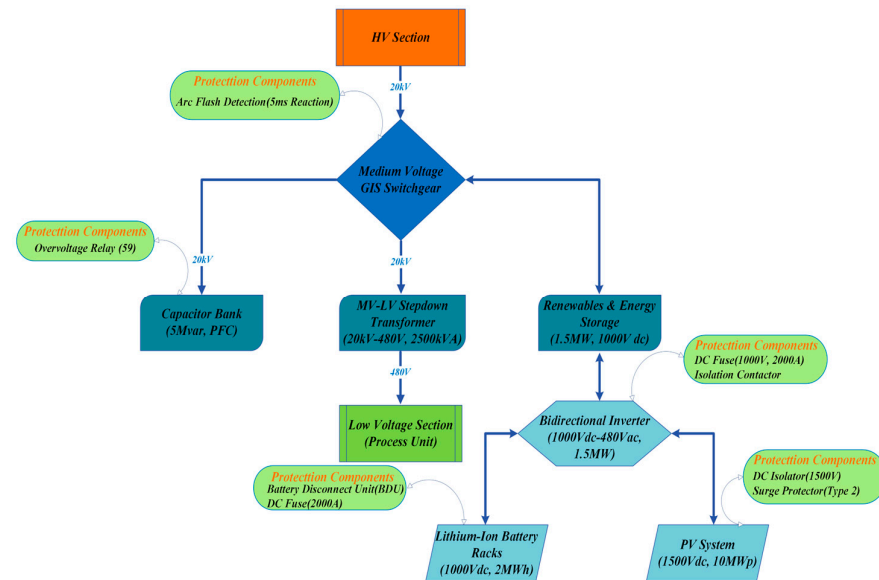 HV Section
20kV
Protecttion Components
Arc Flash Detection(5ms Reaction)
Medium Voltage
GIS Switchgear
Protecttion Components
Overvoltage Relay (59)
20kV
20kV
Capacitor Bank
(5Mvar, PFC)
MV-LV Stepdown
Transformer
(20kV-480V, 2500kVA)
Renewables & Energy
Storage
(1.5MW, 1000V dc)
Protecttion Components
DC Fuse(1000V, 2000A)
Isolation Contactor
480V
Low Voltage Section
(Process Unit)
Bidirectional Inverter
(1000Vdc-480Vac,
1.5MW)
Protecttion Components
Battery Disconnect Unit(BDU)
DC Fuse(2000A)
Protecttion Components
DC Isolator(1500V)
Surge Protector(Type 2)
Lithium-Ion Battery
Racks
(1000Vdc, 2MWh)
PV System
(1500Vdc, 10MWp)